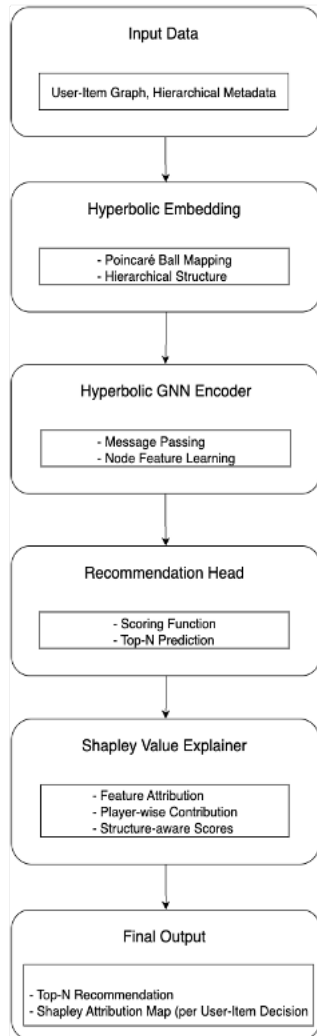 Input Data
User-Item Graph, Hierarchical Metadata
Hyperbolic Embedding
- Poincaré Ball Mapping
- Hierarchical Structure
Hyperbolic GNN Encoder
- Message Passing
- Node Feature Learning
Recommendation Head
- Scoring Function
- Top-N Prediction
Shapley Value Explainer
- Feature Attribution
- Player-wise Contribution
- Structure-aware Scores
Final Output
- Top-N Recommendation
- Shapley Attribution Map (per User-Item Decision